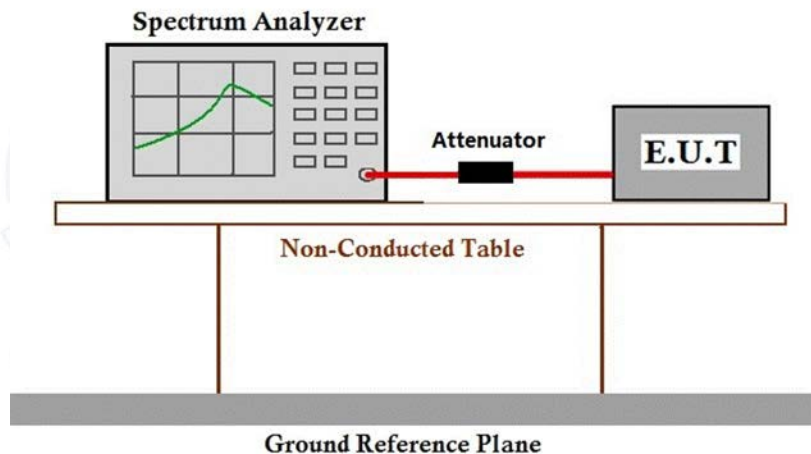 Spectrum Analyzer
Attenuator
E.U.T
Non-Conducted Table
Ground Reference Plane